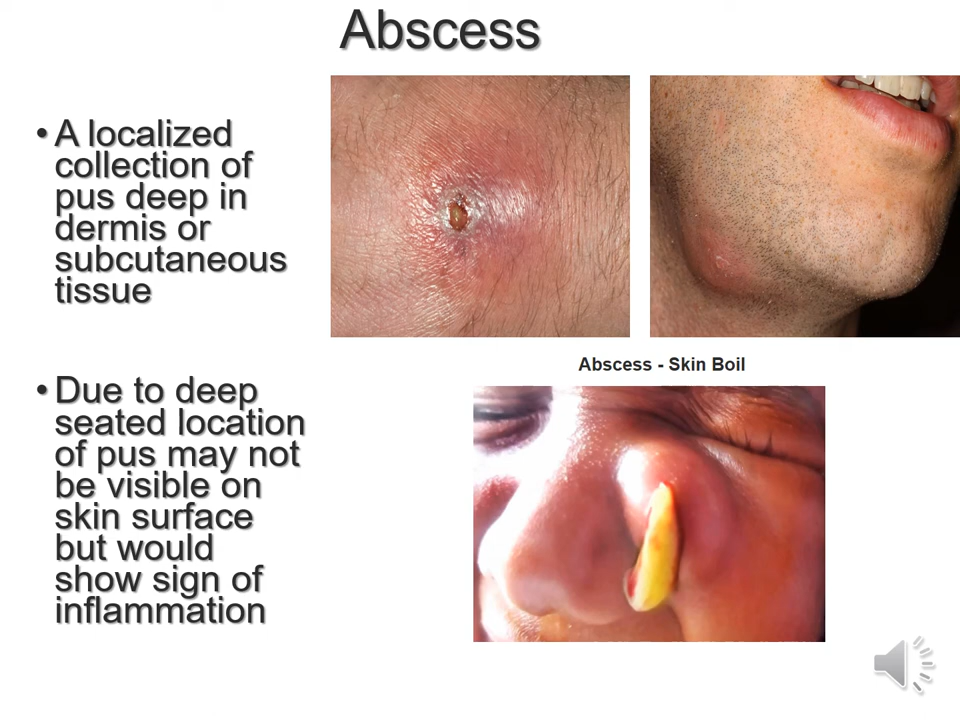 Abscess
• A localized
collection of
pus deep in
dermis or
subcutaneous
tissue
• Due to deep
seated location
of pus may not
be visible on
skin surface
but would
show sign of
inflammation
Abscess - Skin Boil